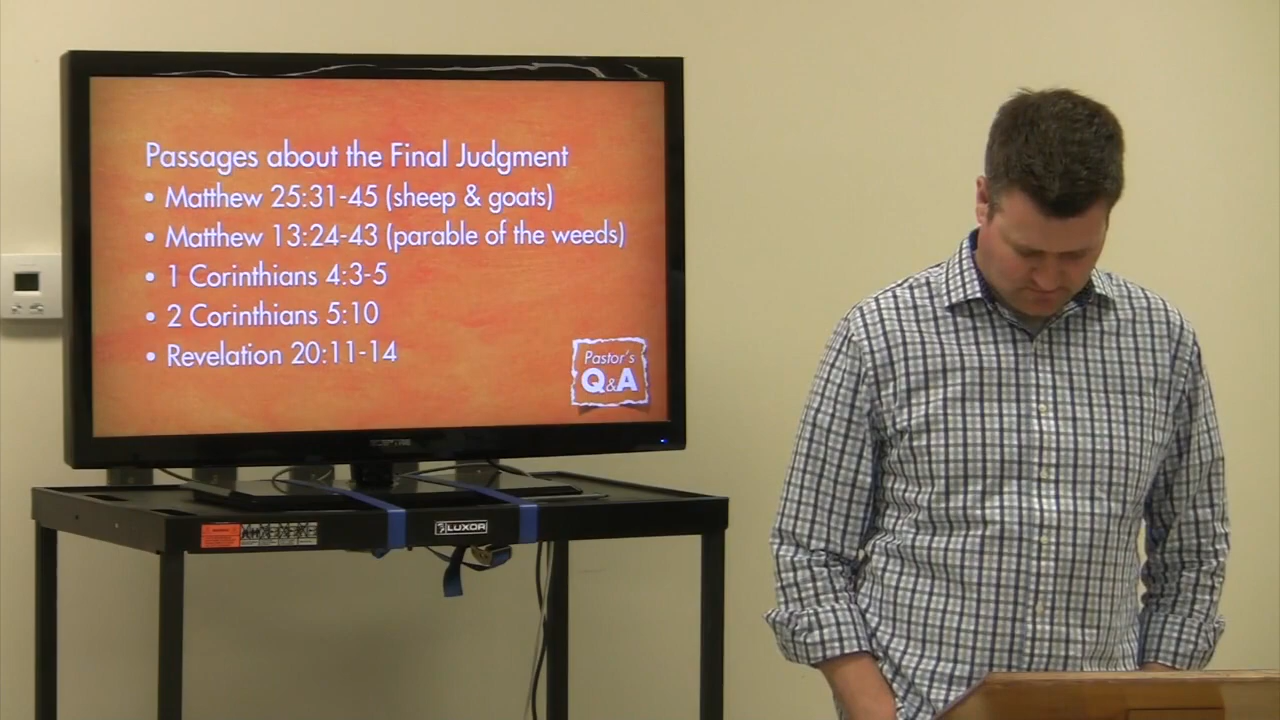 Passages about the Final Judgment
• Matthew 25:31-45 (sheep & goats)
• Matthew 13:24-43 (parable of the weeds)
• 1 Corinthians 4:3-5
• 2 Corinthians 5:10
• Revelation 20:11-14
Pastor's
Q&A
SCEPTRE
LUXOR